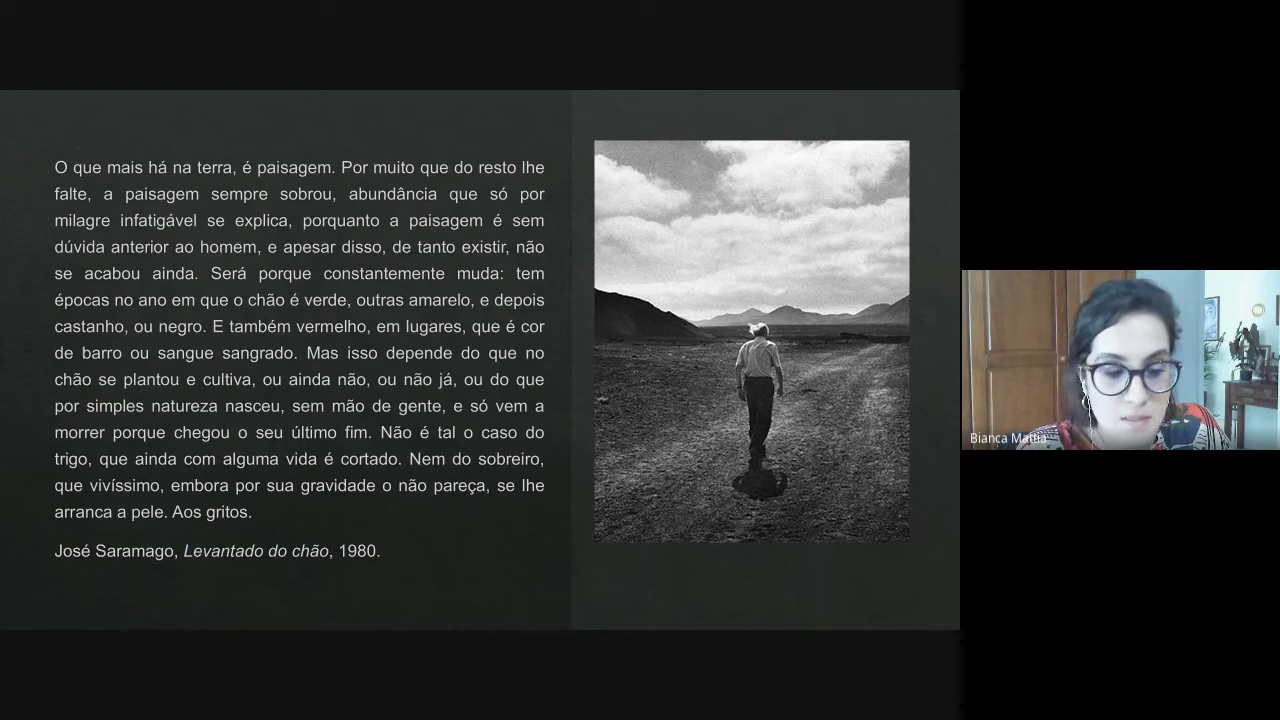 O que mais há na terra, é paisagem. Por muito que do resto lhe
falte, a paisagem sempre sobrou, abundância que só por
milagre infatigável se explica, porquanto a paisagem é sem
dúvida anterior ao homem, e apesar disso, de tanto existir, não
se acabou ainda. Será porque constantemente muda: tem
épocas no ano em que o chão é verde, outras amarelo, e depois
castanho, ou negro. E também vermelho, em lugares, que é cor
de barro ou sangue sangrado. Mas isso depende do que no
chão se plantou e cultiva, ou ainda não, ou não já, ou do que
por simples natureza nasceu, sem mão de gente, e só vem a
morrer porque chegou o seu último fim. Não é tal o caso do
trigo, que ainda com alguma vida é cortado. Nem do sobreiro,
que vivíssimo, embora por sua gravidade o não pareça, se lhe
arranca a pele. Aos gritos.
José Saramago, Levantado do chão, 1980.
Bianca Mattia